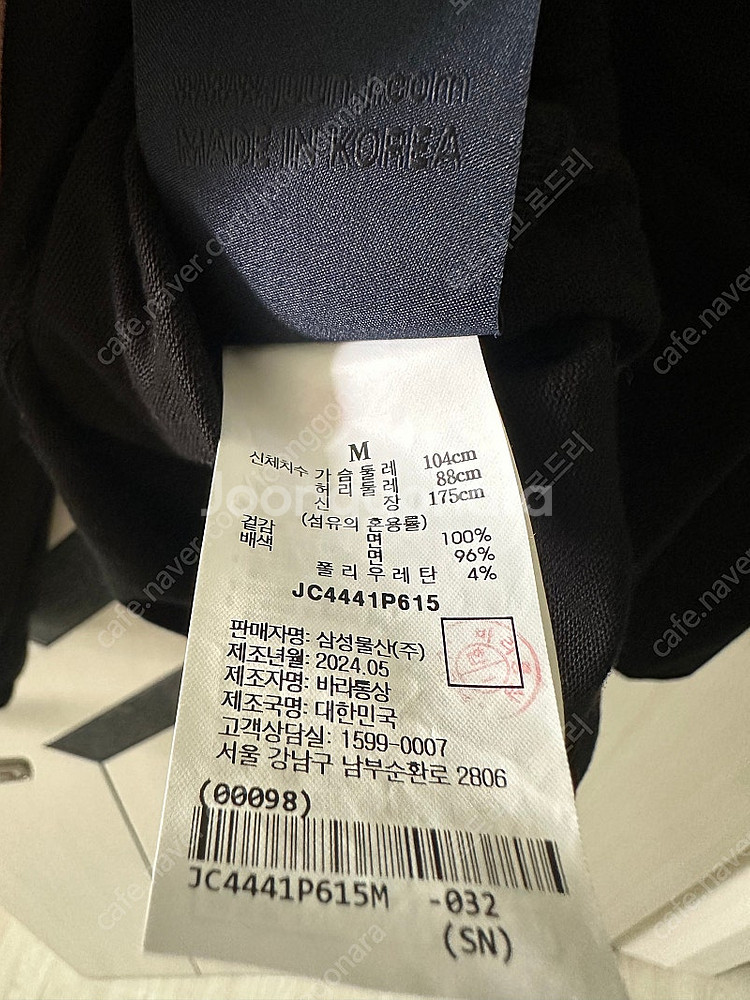 MADE IN KOREA
M
신체치수 가슴둘레 104cm
허리둘레 88cm
신 장 175cm
(섬유의 혼용률)
겉감 면 100%
배색 면 96%
폴리우레탄 4%
JC4441P615
판매자명: 삼성물산(주)
제조년월: 2024.05
제조자명: 바라통상
제조국명: 대한민국
고객상담실: 1599-0007
서울 강남구 남부순환로 2806
(00098)
JC4441P615M -032
(SN)
Joongonara
cafe.naver.com